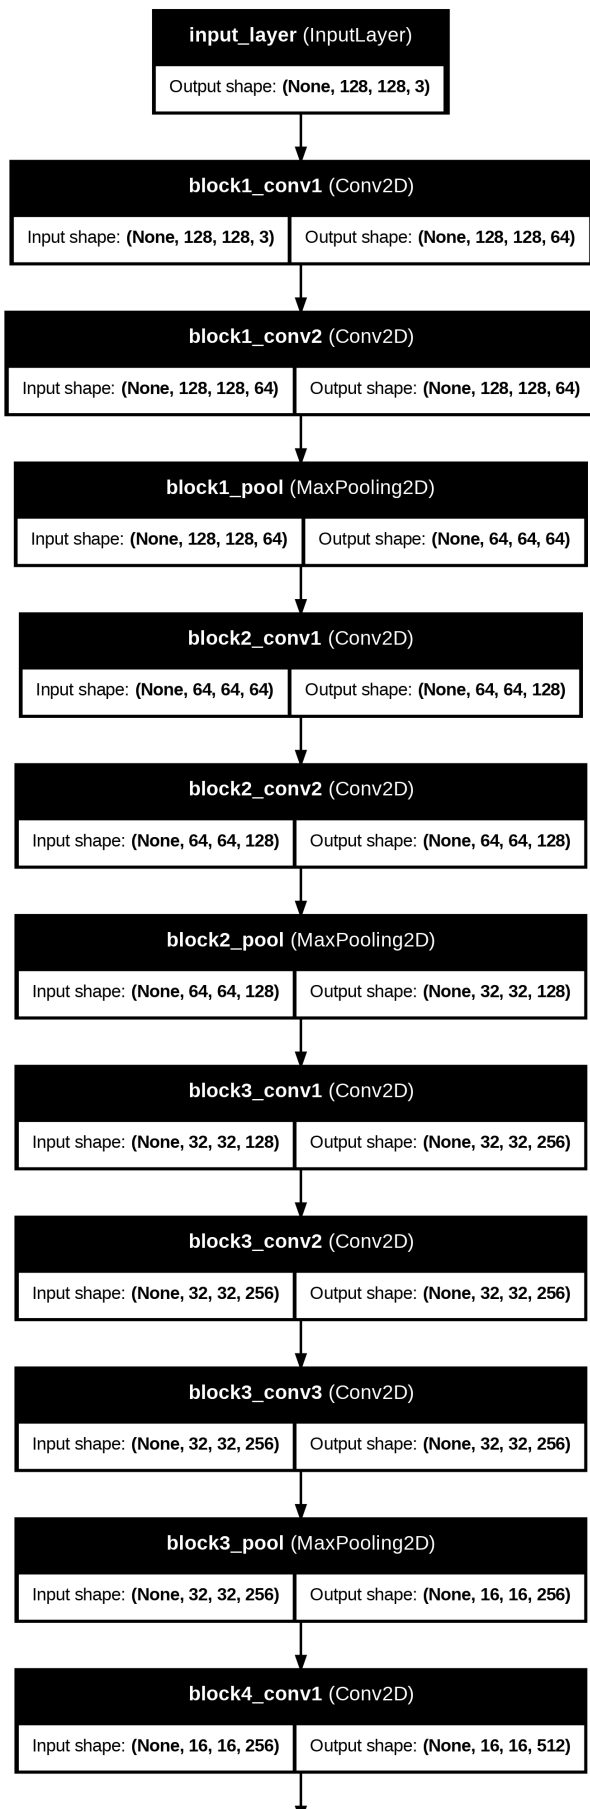 input_layer (InputLayer)
Output shape: (None, 128, 128, 3)
block1_conv1 (Conv2D)
Input shape: (None, 128, 128, 3) Output shape: (None, 128, 128, 64)
block1_conv2 (Conv2D)
Input shape: (None, 128, 128, 64) Output shape: (None, 128, 128, 64)
block1_pool (MaxPooling2D)
Input shape: (None, 128, 128, 64) Output shape: (None, 64, 64, 64)
block2_conv1 (Conv2D)
Input shape: (None, 64, 64, 64) Output shape: (None, 64, 64, 128)
block2_conv2 (Conv2D)
Input shape: (None, 64, 64, 128) Output shape: (None, 64, 64, 128)
block2_pool (MaxPooling2D)
Input shape: (None, 64, 64, 128) Output shape: (None, 32, 32, 128)
block3_conv1 (Conv2D)
Input shape: (None, 32, 32, 128) Output shape: (None, 32, 32, 256)
block3_conv2 (Conv2D)
Input shape: (None, 32, 32, 256) Output shape: (None, 32, 32, 256)
block3_conv3 (Conv2D)
Input shape: (None, 32, 32, 256) Output shape: (None, 32, 32, 256)
block3_pool (MaxPooling2D)
Input shape: (None, 32, 32, 256) Output shape: (None, 16, 16, 256)
block4_conv1 (Conv2D)
Input shape: (None, 16, 16, 256) Output shape: (None, 16, 16, 512)